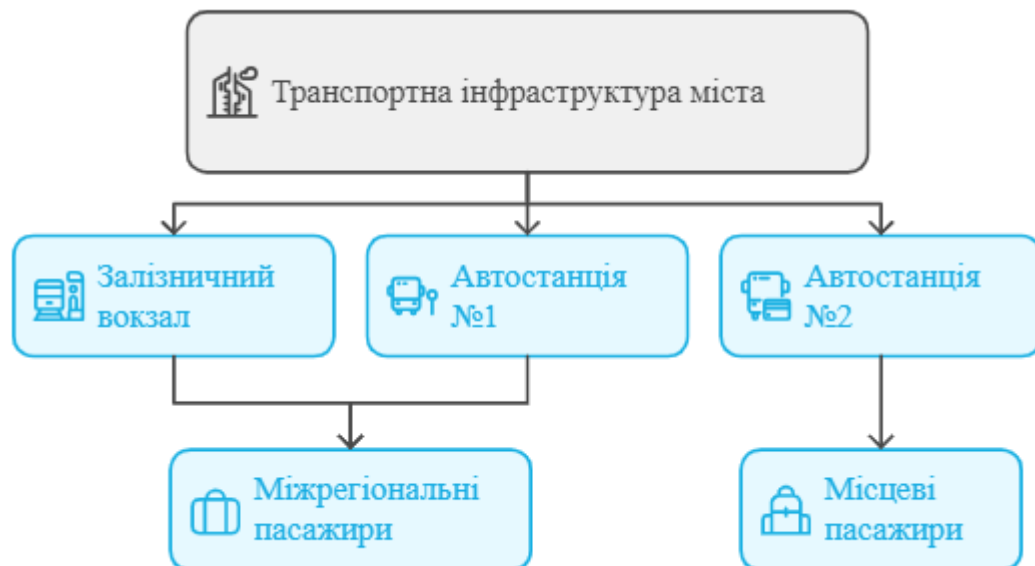 Транспортна інфраструктура міста
Залізничний
вокзал
Автостанція
№1
Автостанція
№2
Міжрегіональні
пасажири
Місцеві
пасажири